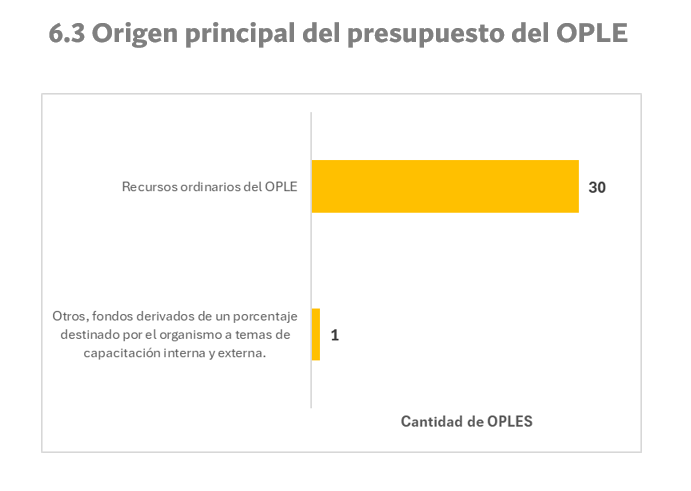 6.3 Origen principal del presupuesto del OPLE
Recursos ordinarios del OPLE
30
Otros, fondos derivados de un porcentaje
destinado por el organismo a temas de
capacitación interna y externa.
1
Cantidad de OPLES